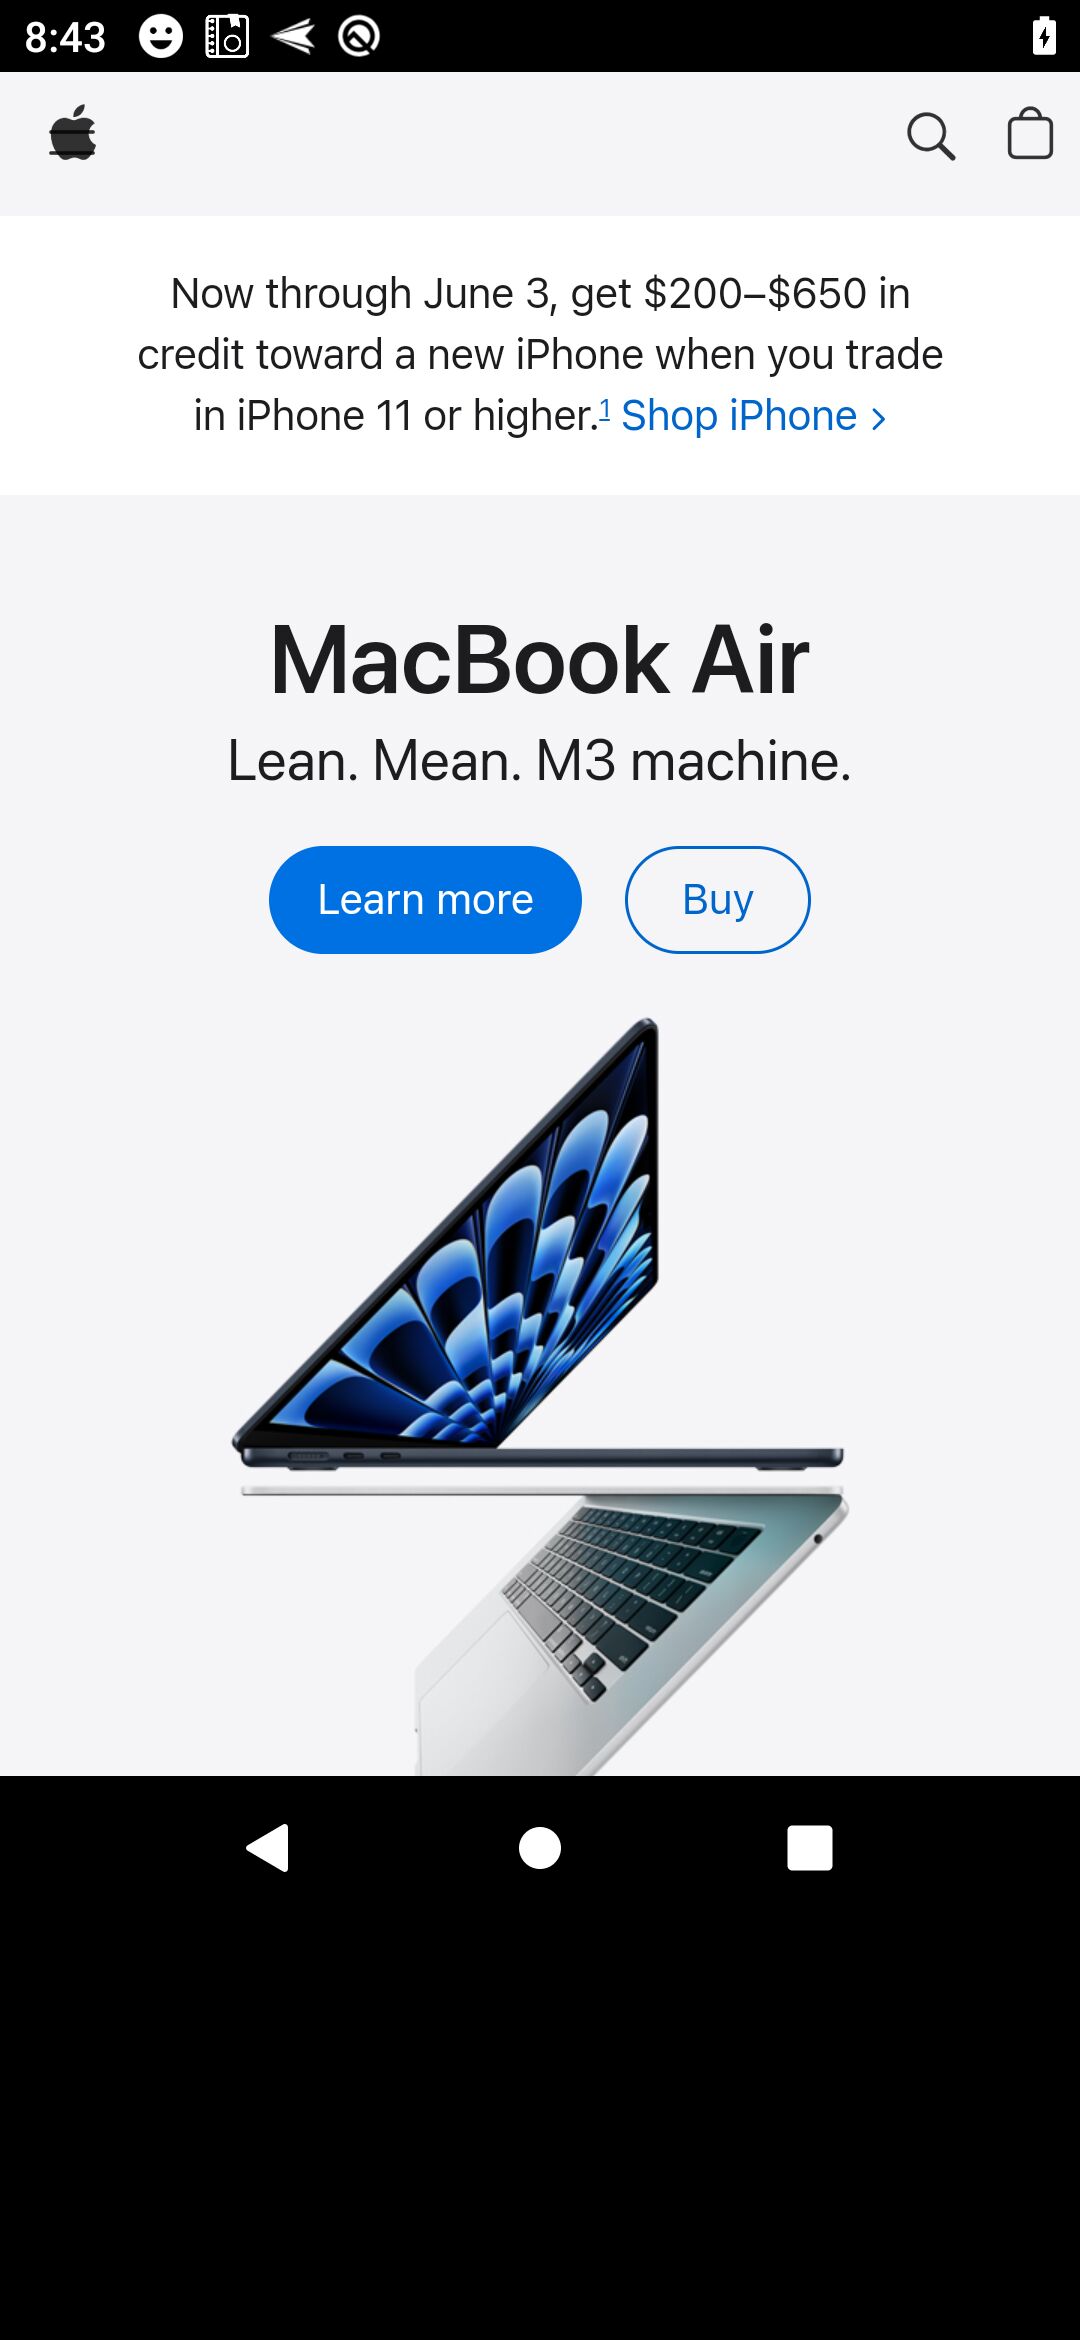 8:43
Now through June 3, get $200–$650 in
credit toward a new iPhone when you trade
in iPhone 11 or higher.1 Shop iPhone >
MacBook Air
Lean. Mean. M3 machine.
Learn more
Buy